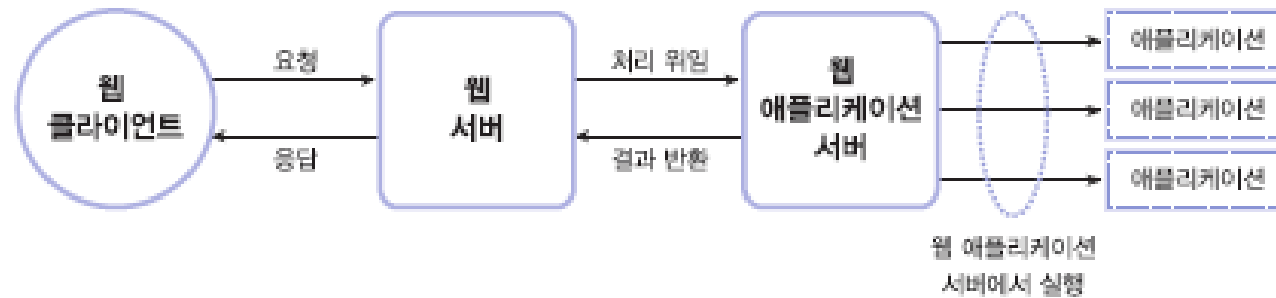 웹
클라이언트
요청
응답
웹
서버
처리 위임
결과 반환
웹
애플리케이션
서버
애플리케이션
애플리케이션
애플리케이션
웹 애플리케이션
서버에서 실행